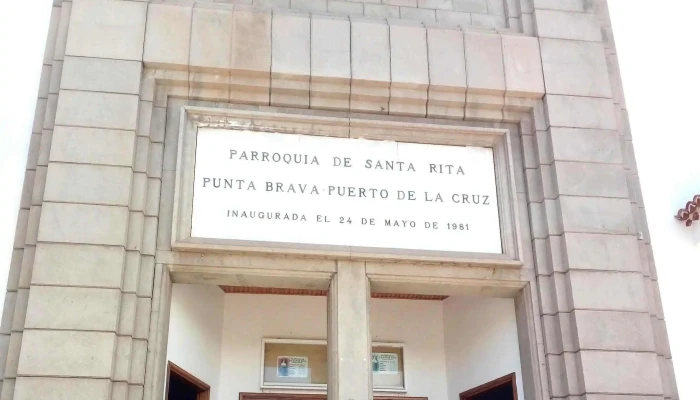 PARROQUIA DE SANTA RITA
PUNTA BRAVA·PUERTO DE LA CRUZ
INAUGURADA EL 24 DE MAYO DE 1981